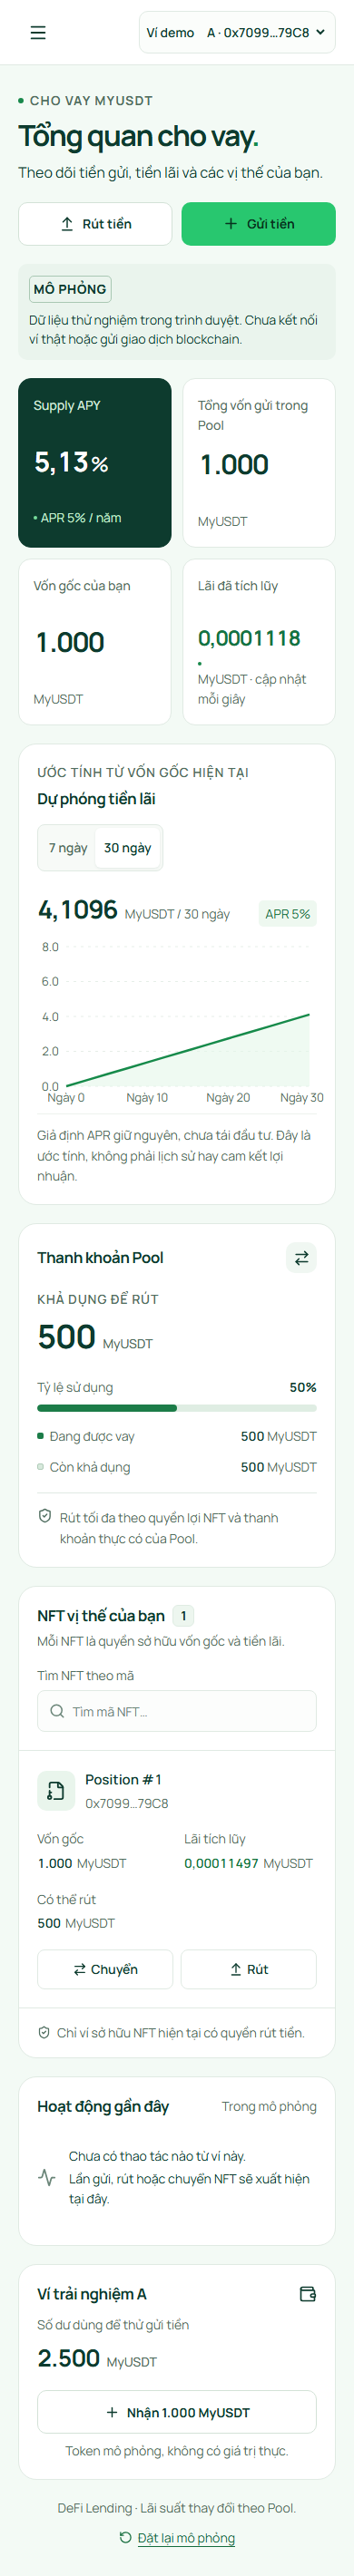 Ví demo A · 0x7099...79C8
CHO VAY MYUSDT
Tổng quan cho vay.
Theo dõi tiền gửi, tiền lãi và các vị thế của bạn.
Rút tiền
Gửi tiền
MÔ PHỎNG
Dữ liệu thử nghiệm trong trình duyệt. Chưa kết nối
ví thật hoặc gửi giao dịch blockchain.
Supply APY
5,13%
• APR 5% / năm
Tổng vốn gửi trong
Pool
1.000
MyUSDT
Vốn gốc của bạn
1.000
MyUSDT
Lãi đã tích lũy
0,0001118
•
MyUSDT · cập nhật
mỗi giây
ƯỚC TÍNH TỪ VỐN GỐC HIỆN TẠI
Dự phóng tiền lãi
7 ngày
30 ngày
4,1096 MyUSDT / 30 ngày
APR 5%
8.0
6.0
4.0
2.0
0.0
Ngày 0
Ngày 10
Ngày 20
Ngày 30
Giả định APR giữ nguyên, chưa tái đầu tư. Đây là
ước tính, không phải lịch sử hay cam kết lợi
nhuận.
Thanh khoản Pool
KHẢ DỤNG ĐỂ RÚT
500 MyUSDT
Tỷ lệ sử dụng 50%
Đang được vay 500 MyUSDT
Còn khả dụng 500 MyUSDT
Rút tối đa theo quyền lợi NFT và thanh
khoản thực có của Pool.
NFT vị thế của bạn 1
Mỗi NFT là quyền sở hữu vốn gốc và tiền lãi.
Tìm NFT theo mã
Tìm mã NFT...
Position #1
0x7099...79C8
Vốn gốc
1.000 MyUSDT
Lãi tích lũy
0,00011497 MyUSDT
Có thể rút
500 MyUSDT
Chuyển
Rút
Chỉ ví sở hữu NFT hiện tại có quyền rút tiền.
Hoạt động gần đây
Trong mô phỏng
Chưa có thao tác nào từ ví này.
Lần gửi, rút hoặc chuyển NFT sẽ xuất hiện
tại đây.
Ví trải nghiệm A
Số dư dùng để thử gửi tiền
2.500 MyUSDT
Nhận 1.000 MyUSDT
Token mô phỏng, không có giá trị thực.
DeFi Lending · Lãi suất thay đổi theo Pool.
Đặt lại mô phỏng